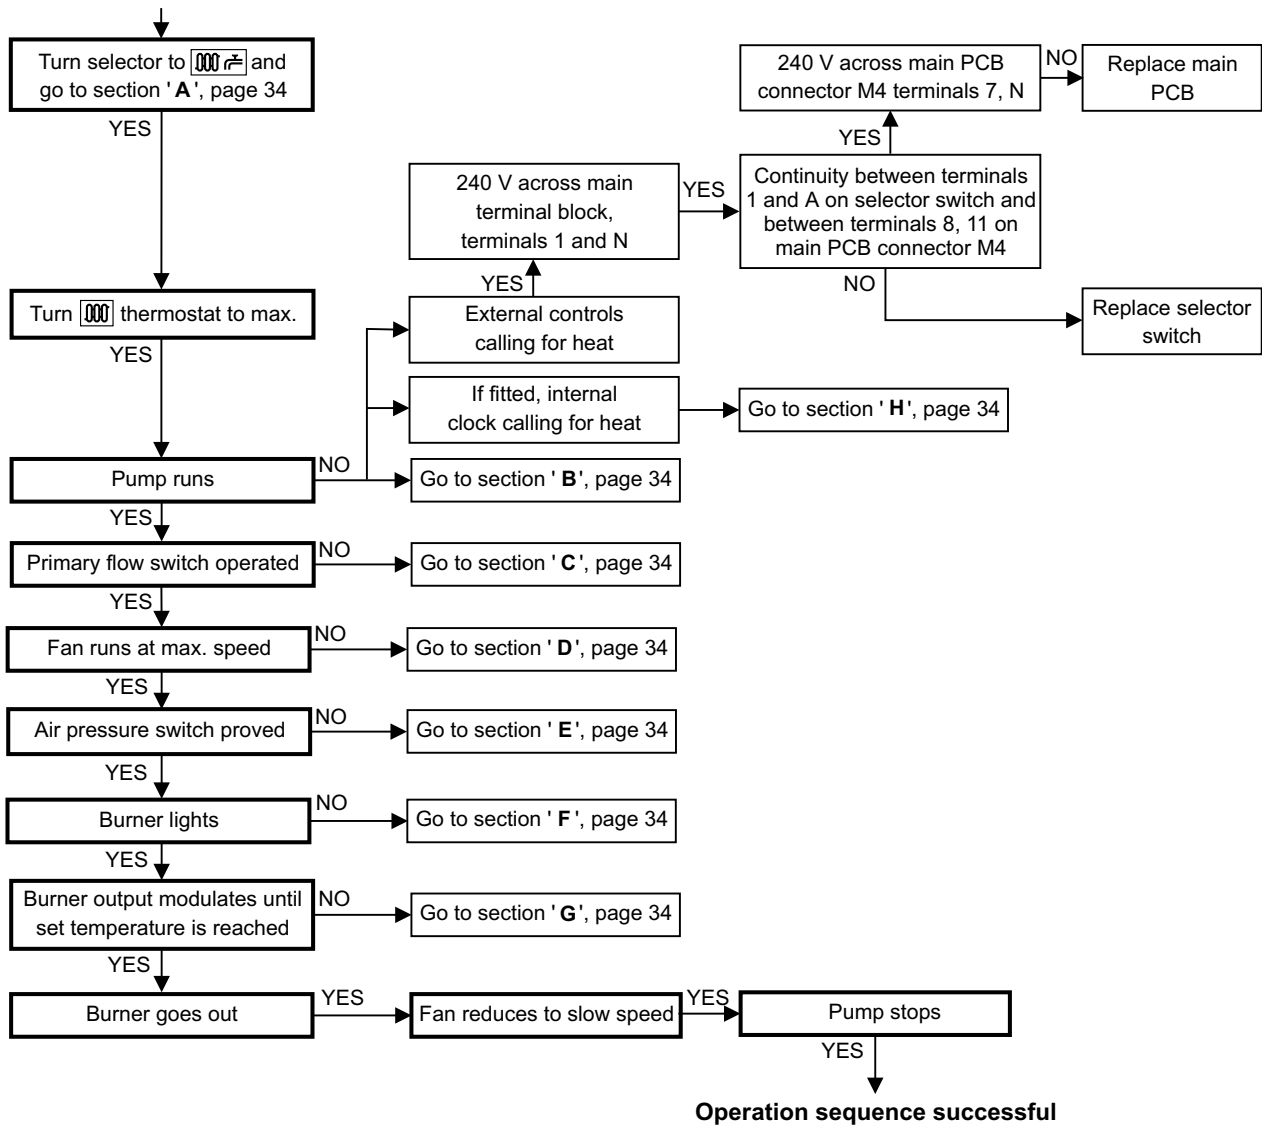 Turn selector to and
go to section 'A', page 34
YES
Turn thermostat to max.
YES
Pump runs
NO
YES
Primary flow switch operated
NO
YES
Fan runs at max. speed
NO
YES
Air pressure switch proved
NO
YES
Burner lights
NO
YES
Burner output modulates until
set temperature is reached
NO
YES
Burner goes out
YES
Fan reduces to slow speed
YES
Pump stops
YES
Operation sequence successful
240 V across main
terminal block,
terminals 1 and N
YES
YES
External controls
calling for heat
If fitted, internal
clock calling for heat
Go to section 'H', page 34
Go to section 'B', page 34
Go to section 'C', page 34
Go to section 'D', page 34
Go to section 'E', page 34
Go to section 'F', page 34
Go to section 'G', page 34
240 V across main PCB
connector M4 terminals 7, N
NO
Replace main
PCB
YES
Continuity between terminals
1 and A on selector switch and
between terminals 8, 11 on
main PCB connector M4
NO
Replace selector
switch